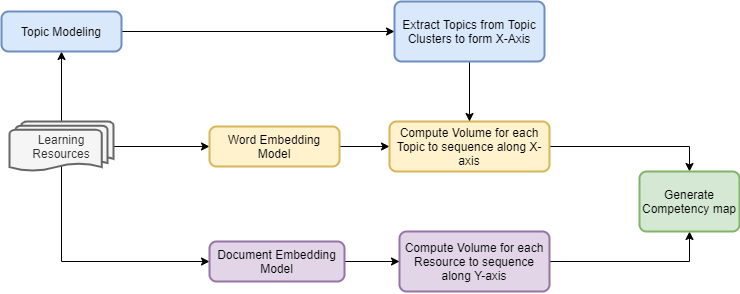 Topic Modeling
Extract Topics from Topic
Clusters to form X-Axis
Learning
Resources
Word Embedding
Model
Compute Volume for each
Topic to sequence along X-
axis
Generate
Competency map
Document Embedding
Model
Compute Volume for each
Resource to sequence
along Y-axis